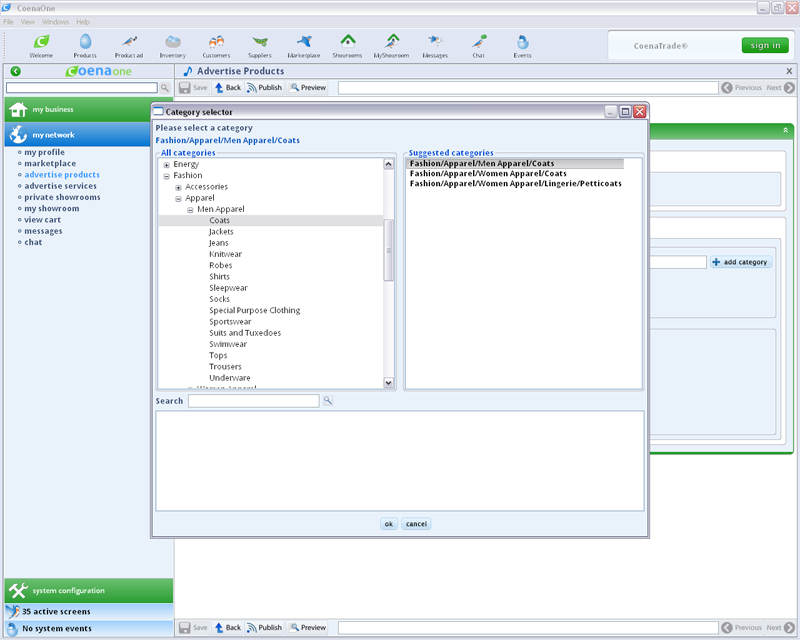 CoenaOne
File View Windows Help
Welcome Products Product ad Inventory Customers Suppliers Marketplace Showrooms MyShowroom Messages Chat Events
CoenaTrade®
sign in
Coenaone
Advertise Products
x
Save Back Publish Preview
Previous Next
my business
my network
my profile
marketplace
advertise products
advertise services
private showrooms
my showroom
view cart
messages
chat
Category selector
Please select a category
Fashion/Apparel/Men Apparel/Coats
All categories
Energy
Fashion
Accessories
Apparel
Men Apparel
Coats
Jackets
Jeans
Knitwear
Robes
Shirts
Sleepwear
Socks
Special Purpose Clothing
Sportswear
Suits and Tuxedoes
Swimwear
Tops
Trousers
Underware
Women Apparel
Suggested categories
Fashion/Apparel/Men Apparel/Coats
Fashion/Apparel/Women Apparel/Coats
Fashion/Apparel/Women Apparel/Lingerie/Petticoats
add category
Search
ok cancel
system configuration
35 active screens
No system events
Save Back Publish Preview
Previous Next